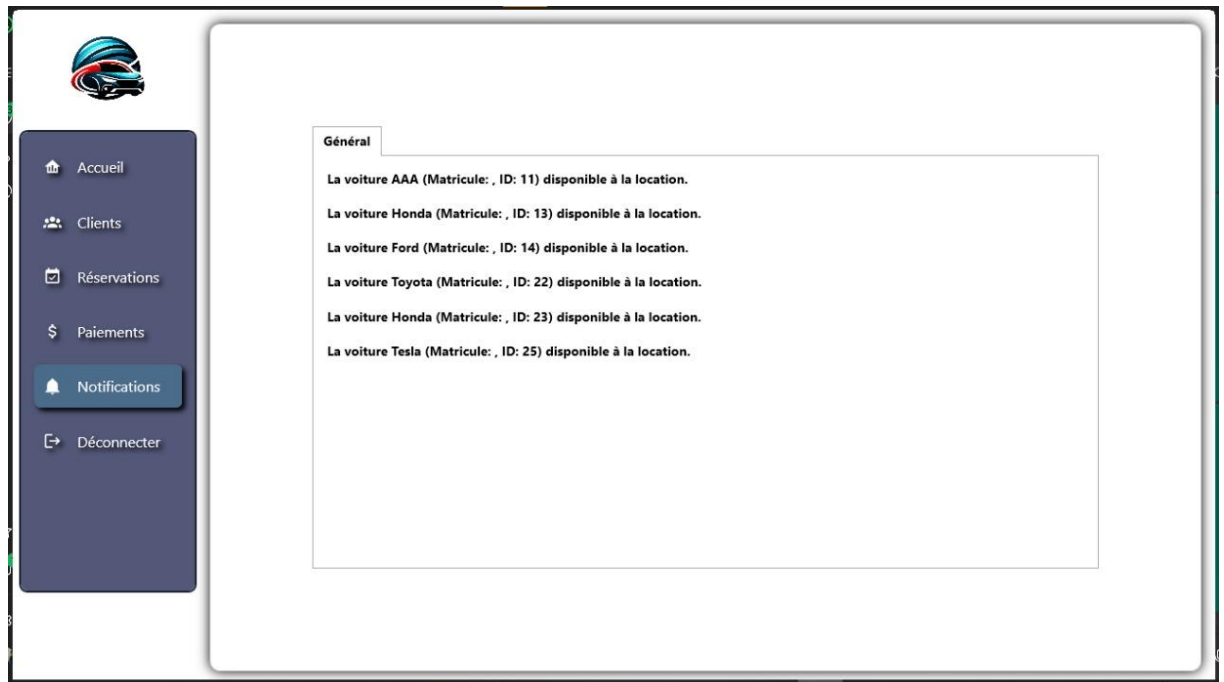 Accueil
Clients
Réservations
Paiements
Notifications
Déconnecter
Général
La voiture AAA (Matricule: , ID: 11) disponible à la location.
La voiture Honda (Matricule: , ID: 13) disponible à la location.
La voiture Ford (Matricule: , ID: 14) disponible à la location.
La voiture Toyota (Matricule: , ID: 22) disponible à la location.
La voiture Honda (Matricule: , ID: 23) disponible à la location.
La voiture Tesla (Matricule: , ID: 25) disponible à la location.